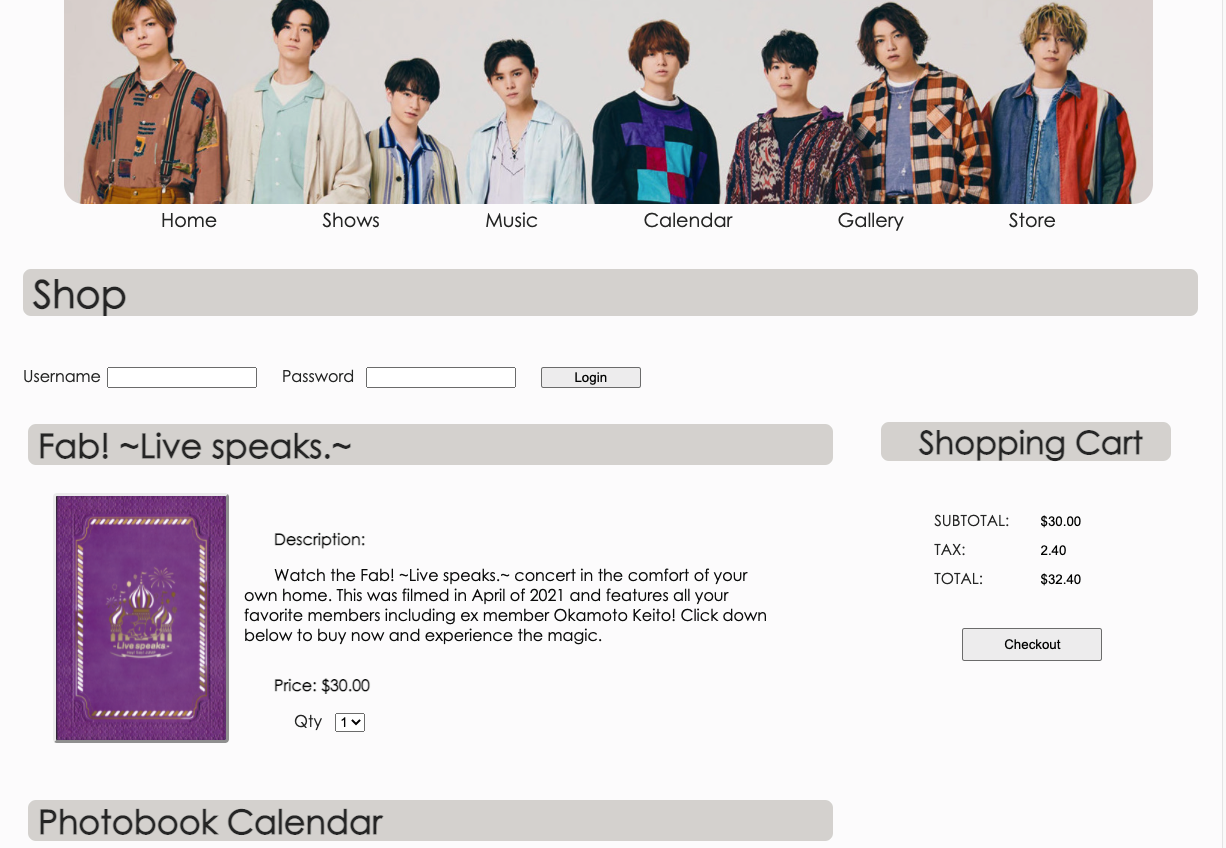 Home Shows Music Calendar Gallery Store
Shop
Username Password Login
Fab! ~Live speaks.~
Live speaks
Description:
Watch the Fab! ~Live speaks.~ concert in the comfort of your
own home. This was filmed in April of 2021 and features all your
favorite members including ex member Okamoto Keito! Click down
below to buy now and experience the magic.
Price: $30.00
Qty 1
Shopping Cart
SUBTOTAL: $30.00
TAX: 2.40
TOTAL: $32.40
Checkout
Photobook Calendar